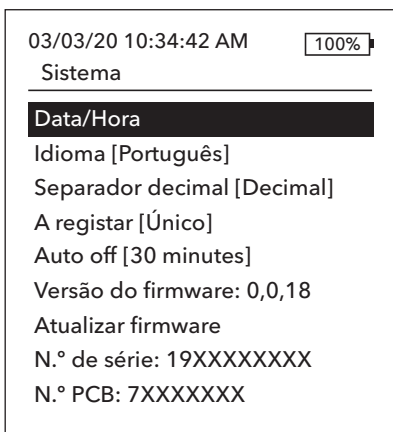 03/03/20 10:34:42 AM 100%
Sistema
Data/Hora
Idioma [Português]
Separador decimal [Decimal]
A registar [Único]
Auto off [30 minutes]
Versão do firmware: 0,0,18
Atualizar firmware
N.º de série: 19XXXXXXXX
N.º PCB: 7XXXXXXX